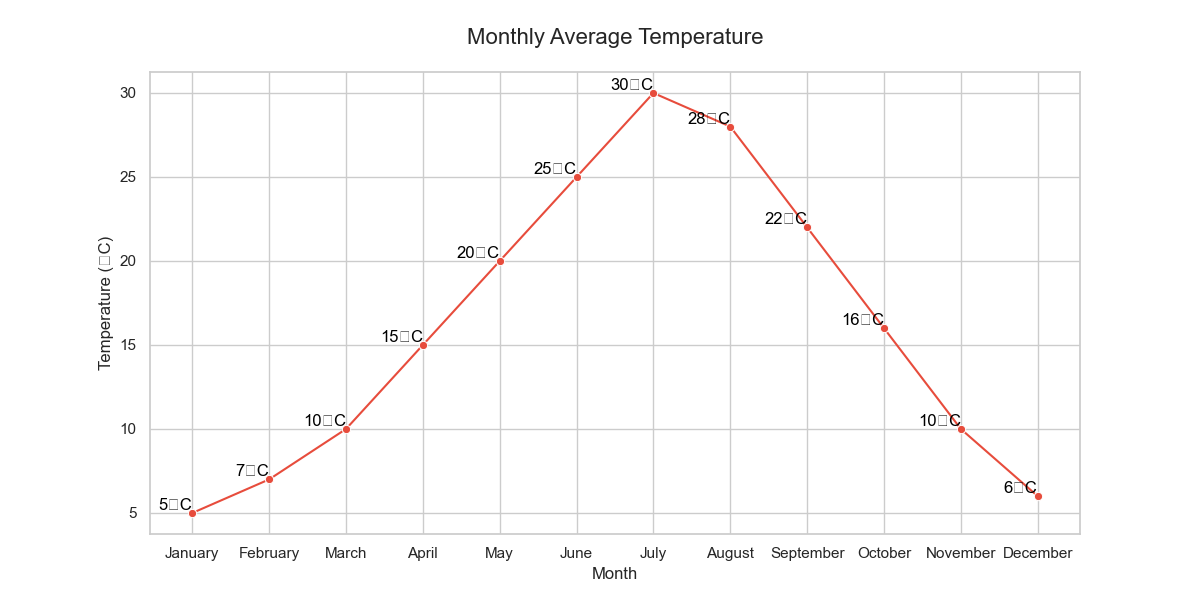 Monthly Average Temperature
30
25
20
15
10
5
Temperature (□C)
5□C
7□C
10□C
15□C
20□C
25□C
30□C
28□C
22□C
16□C
10□C
6□C
January February March April May June July August September October November December
Month